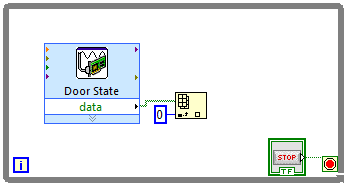 Door State
data
0
STOP
TF
i